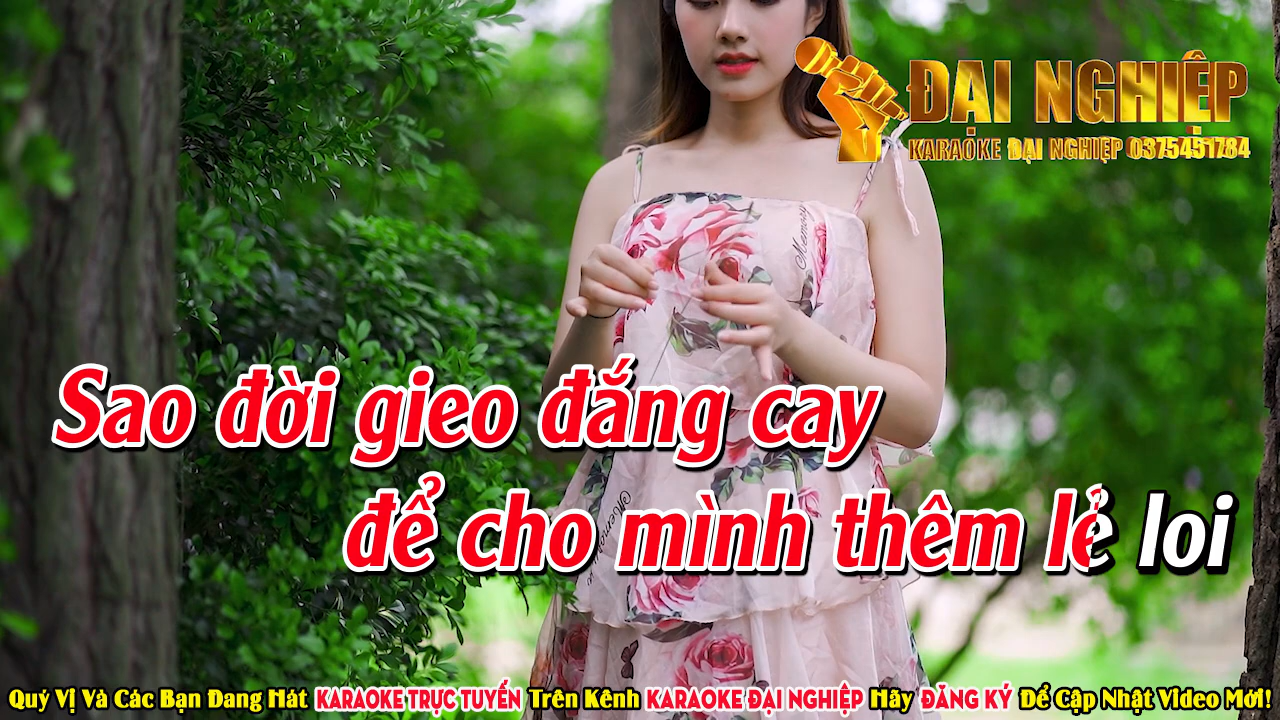 ĐẠI NGHIỆP
KARAOKE ĐẠI NGHIỆP 0375451784
Memory
Sao đời gieo đắng cay
để cho mình thêm lẻ loi
Quý Vị Và Các Bạn Đang Hát KARAOKE TRỰC TUYẾN Trên Kênh KARAOKE ĐẠI NGHIỆP Hãy ĐĂNG KÝ Để Cập Nhật Video Mới!